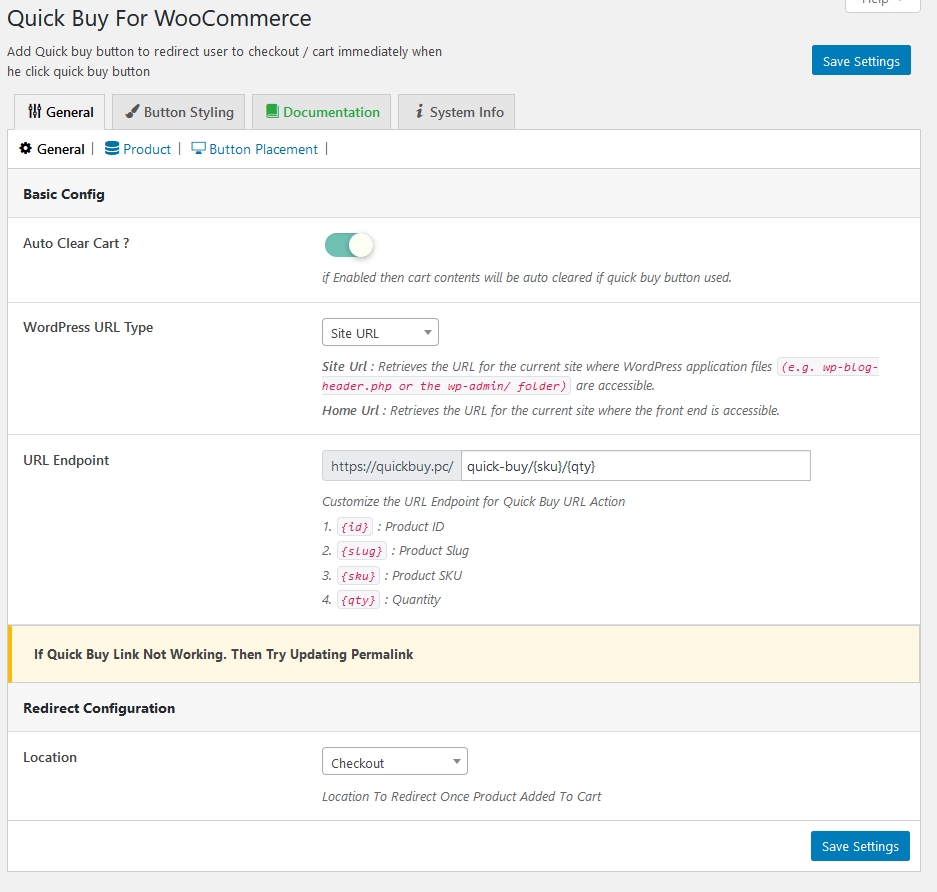 Help
Quick Buy For WooCommerce
Add Quick buy button to redirect user to checkout / cart immediately when
he click quick buy button
Save Settings
General
Button Styling
Documentation
System Info
General | Product | Button Placement |
Basic Config
Auto Clear Cart ?
if Enabled then cart contents will be auto cleared if quick buy button used.
WordPress URL Type
Site URL
Site Url : Retrieves the URL for the current site where WordPress application files (e.g. wp-blog-
header.php or the wp-admin/ folder) are accessible.
Home Url : Retrieves the URL for the current site where the front end is accessible.
URL Endpoint
https://quickbuy.pc/ quick-buy/{sku}/{qty}
Customize the URL Endpoint for Quick Buy URL Action
1. {id} : Product ID
2. {slug} : Product Slug
3. {sku} : Product SKU
4. {qty} : Quantity
If Quick Buy Link Not Working. Then Try Updating Permalink
Redirect Configuration
Location
Checkout
Location To Redirect Once Product Added To Cart
Save Settings